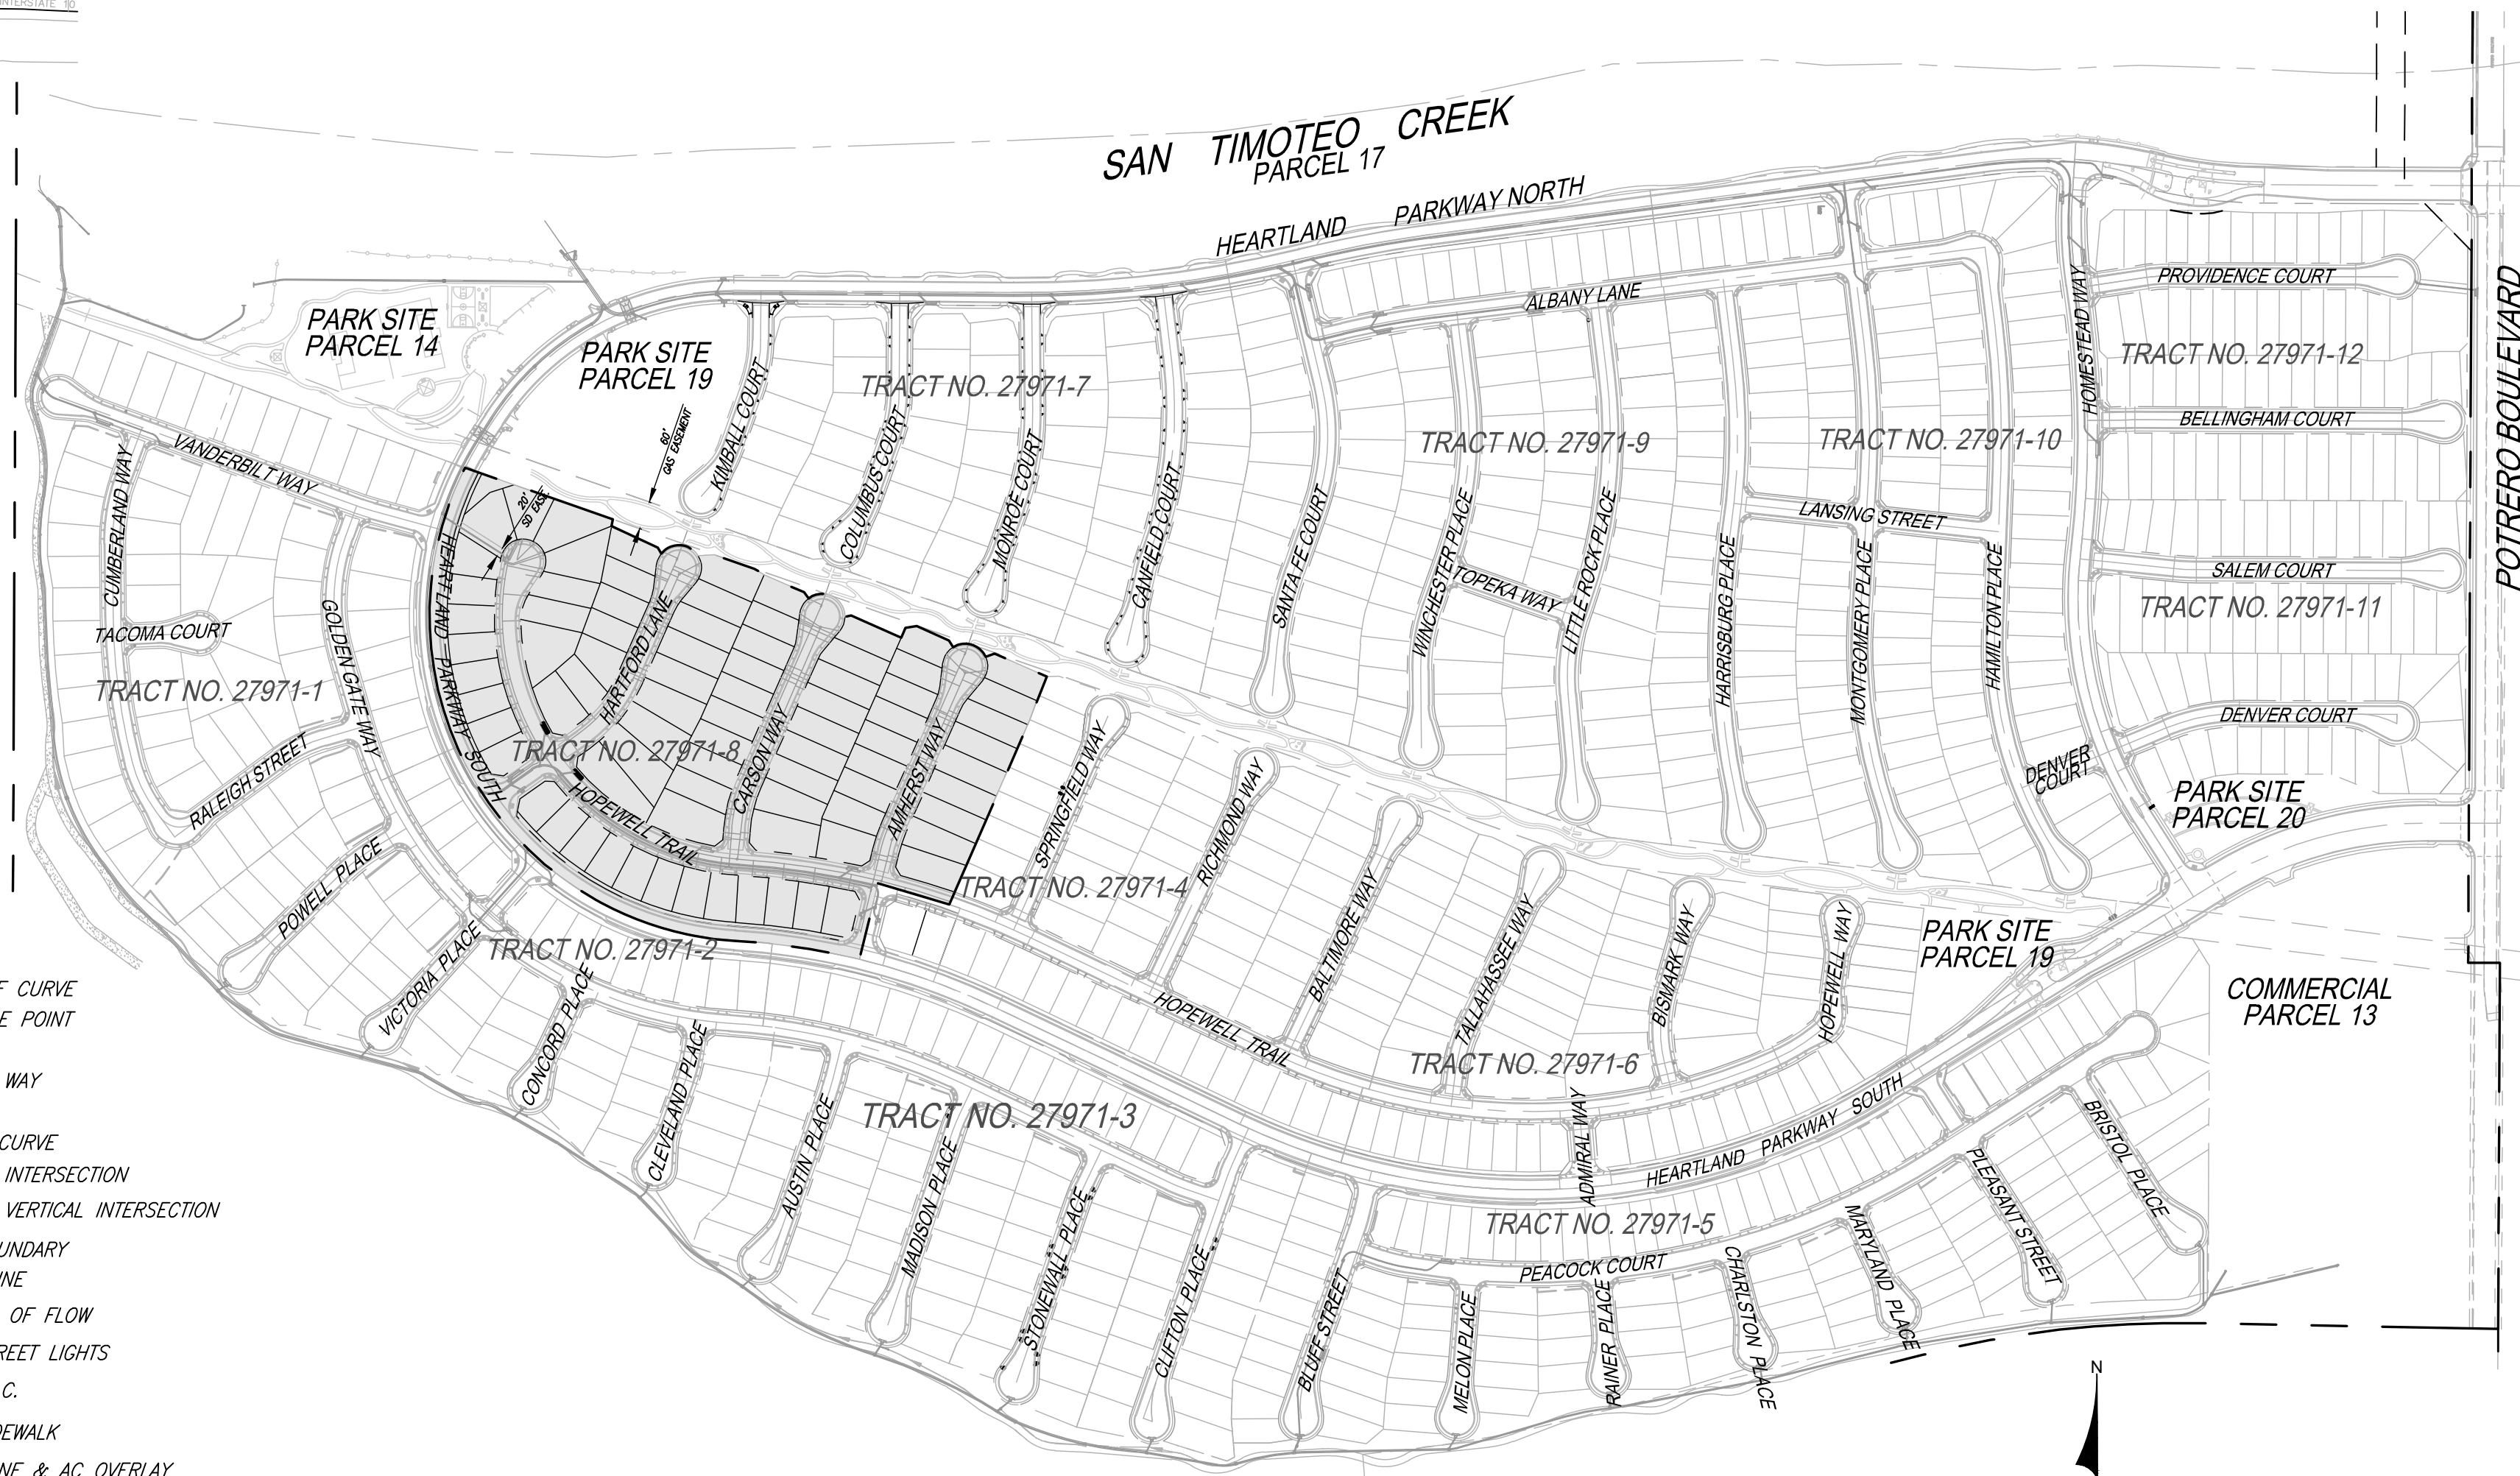 INTERSTATE 10
SAN TIMOTEO CREEK
PARCEL 17
HEARTLAND PARKWAY NORTH
POTRERO BOULEVARD
PARK SITE
PARCEL 14
PARK SITE
PARCEL 19
60'
GAS EASEMENT
20'
SD EASE.
KIMBALL COURT
COLUMBUS COURT
TRACT NO. 27971-7
MONROE COURT
CANFIELD COURT
SANTA FE COURT
ALBANY LANE
TRACT NO. 27971-9
WINCHESTER PLACE
TOPEKA WAY
LITTLE ROCK PLACE
HARRISBURG PLACE
TRACT NO. 27971-10
LANSING STREET
MONTGOMERY PLACE
HAMILTON PLACE
HOMESTEAD WAY
PROVIDENCE COURT
TRACT NO. 27971-12
BELLINGHAM COURT
SALEM COURT
TRACT NO. 27971-11
DENVER COURT
DENVER
COURT
PARK SITE
PARCEL 20
VANDERBILT WAY
CUMBERLAND WAY
TACOMA COURT
TRACT NO. 27971-1
GOLDEN GATE WAY
RALEIGH STREET
POWELL PLACE
VICTORIA PLACE
HEARTLAND PARKWAY SOUTH
HARTFORD LANE
TRACT NO. 27971-8
CARSON WAY
AMHERST WAY
HOPEWELL TRAIL
TRACT NO. 27971-2
SPRINGFIELD WAY
TRACT NO. 27971-4
RICHMOND WAY
BALTIMORE WAY
HOPEWELL TRAIL
TALLAHASSEE WAY
TRACT NO. 27971-6
BISMARK WAY
HOPEWELL WAY
PARK SITE
PARCEL 19
COMMERCIAL
PARCEL 13
CONCORD PLACE
CLEVELAND PLACE
AUSTIN PLACE
TRACT NO. 27971-3
MADISON PLACE
STONEWALL PLACE
CLIFTON PLACE
BLUFF STREET
ADMIRAL WAY
HEARTLAND PARKWAY SOUTH
TRACT NO. 27971-5
PEACOCK COURT
MELON PLACE
RAINER PLACE
CHARLSTON PLACE
MARYLAND PLACE
PLEASANT STREET
BRISTOL PLACE
F CURVE
E POINT
WAY
CURVE
INTERSECTION
VERTICAL INTERSECTION
UNDARY
INE
OF FLOW
REET LIGHTS
C.
DEWALK
NE & AC OVERLAY
N